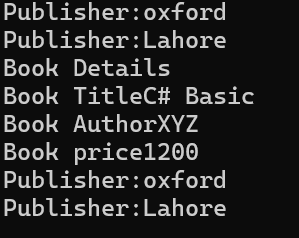 Publisher:oxford
Publisher:Lahore
Book Details
Book TitleC# Basic
Book AuthorXYZ
Book price1200
Publisher:oxford
Publisher:Lahore